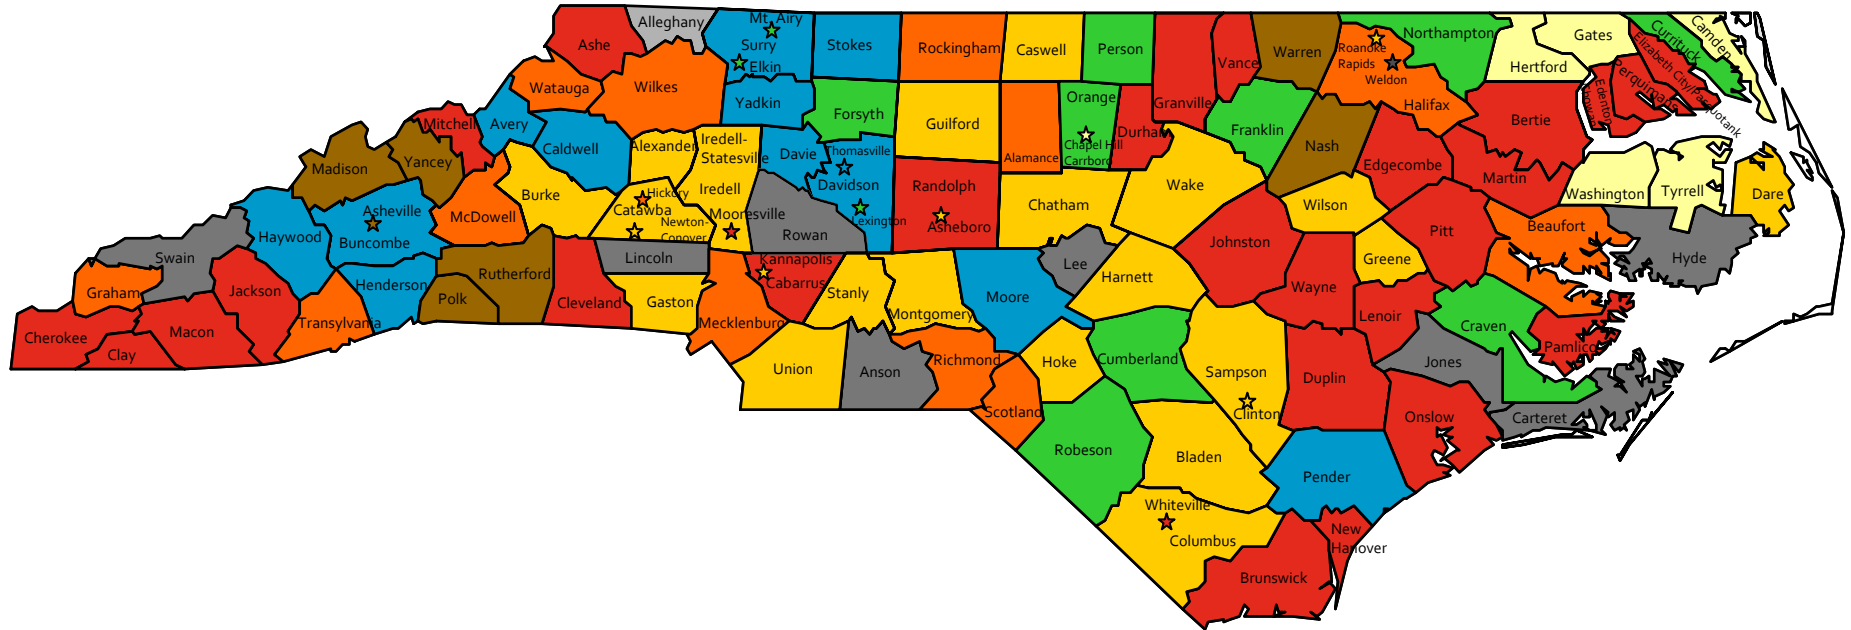 Ashe
Alleghany
Mt. Airy
Surry
Elkin
Stokes
Rockingham
Caswell
Person
Granville
Vance
Warren
Roanoke
Rapids
Weldon
Halifax
Northampton
Hertford
Gates
Currituck
Camden
Elizabeth City/Pasquotank
Perquimans
Edenton
Chowan
Bertie
Watauga
Wilkes
Yadkin
Forsyth
Guilford
Alamance
Orange
Chapel Hill
Carrboro
Durham
Franklin
Nash
Edgecombe
Martin
Washington
Tyrrell
Dare
Mitchell
Avery
Caldwell
Alexander
Iredell-
Statesville
Iredell
Mooresville
Davie
Thomasville
Davidson
Lexington
Randolph
Asheboro
Chatham
Wake
Wilson
Pitt
Beaufort
Hyde
Madison
Yancey
McDowell
Burke
Hickory
Catawba
Newton-
Conover
Rowan
Asheville
Buncombe
Haywood
Swain
Graham
Jackson
Henderson
Transylvania
Polk
Rutherford
Cleveland
Lincoln
Gaston
Mecklenburg
Kannapolis
Cabarrus
Stanly
Montgomery
Moore
Lee
Harnett
Johnston
Wayne
Greene
Lenoir
Craven
Pamlico
Cherokee
Clay
Macon
Union
Anson
Richmond
Scotland
Hoke
Cumberland
Sampson
Clinton
Duplin
Jones
Onslow
Carteret
Robeson
Bladen
Pender
Whiteville
Columbus
Brunswick
New
Hanover